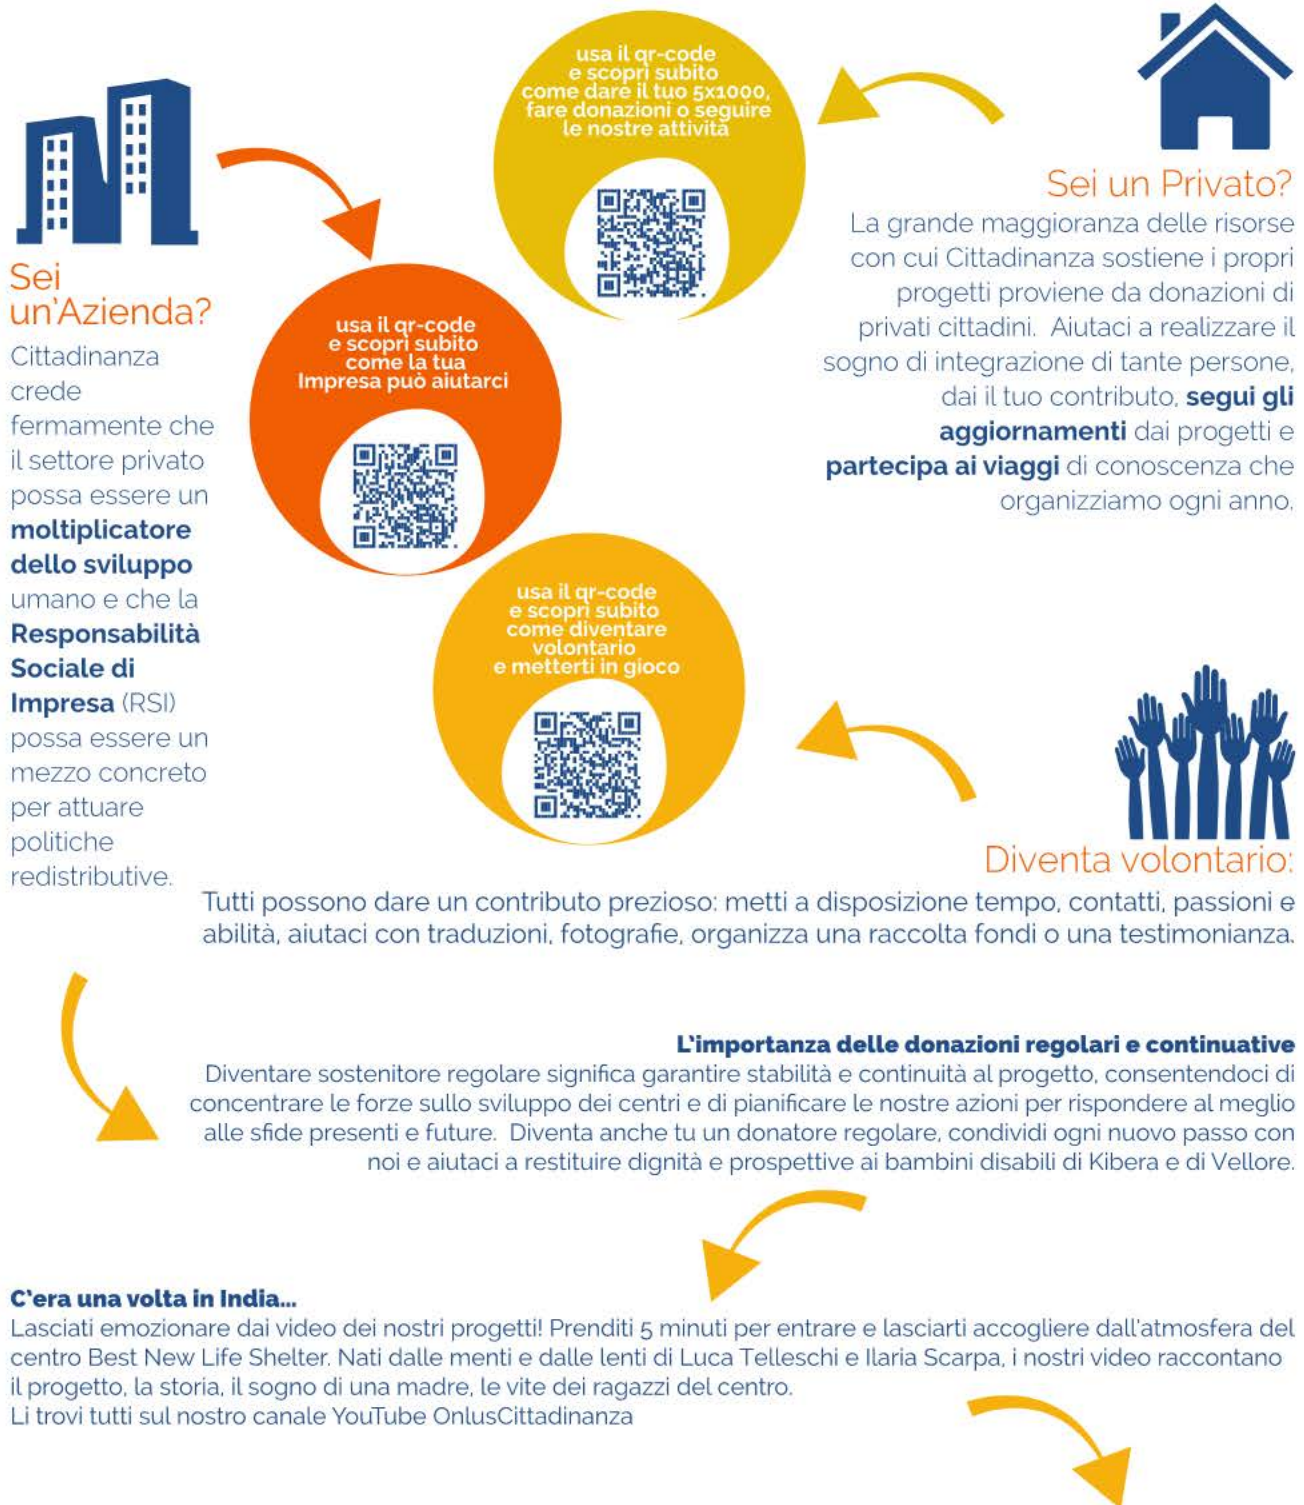 usa il qr-code
e scopri subito
come dare il tuo 5x1000,
fare donazioni o seguire
le nostre attività
Sei un Privato?
La grande maggioranza delle risorse
con cui Cittadinanza sostiene i propri
progetti proviene da donazioni di
privati cittadini. Aiutaci a realizzare il
sogno di integrazione di tante persone,
dai il tuo contributo, segui gli
aggiornamenti dai progetti e
partecipa ai viaggi di conoscenza che
organizziamo ogni anno.
Sei
un'Azienda?
Cittadinanza
crede
fermamente che
il settore privato
possa essere un
moltiplicatore
dello sviluppo
umano e che la
Responsabilità
Sociale di
Impresa (RSI)
possa essere un
mezzo concreto
per attuare
politiche
redistributive.
usa il qr-code
e scopri subito
come la tua
Impresa può aiutarci
usa il qr-code
e scopri subito
come diventare
volontario
e metterti in gioco
Diventa volontario:
Tutti possono dare un contributo prezioso: metti a disposizione tempo, contatti, passioni e
abilità, aiutaci con traduzioni, fotografie, organizza una raccolta fondi o una testimonianza.
L'importanza delle donazioni regolari e continuative
Diventare sostenitore regolare significa garantire stabilità e continuità al progetto, consentendoci di
concentrare le forze sullo sviluppo dei centri e di pianificare le nostre azioni per rispondere al meglio
alle sfide presenti e future. Diventa anche tu un donatore regolare, condividi ogni nuovo passo con
noi e aiutaci a restituire dignità e prospettive ai bambini disabili di Kibera e di Vellore.
C'era una volta in India...
Lasciati emozionare dai video dei nostri progetti! Prenditi 5 minuti per entrare e lasciarti accogliere dall'atmosfera del
centro Best New Life Shelter. Nati dalle menti e dalle lenti di Luca Telleschi e Ilaria Scarpa, i nostri video raccontano
il progetto, la storia, il sogno di una madre, le vite dei ragazzi del centro.
Li trovi tutti sul nostro canale YouTube OnlusCittadinanza